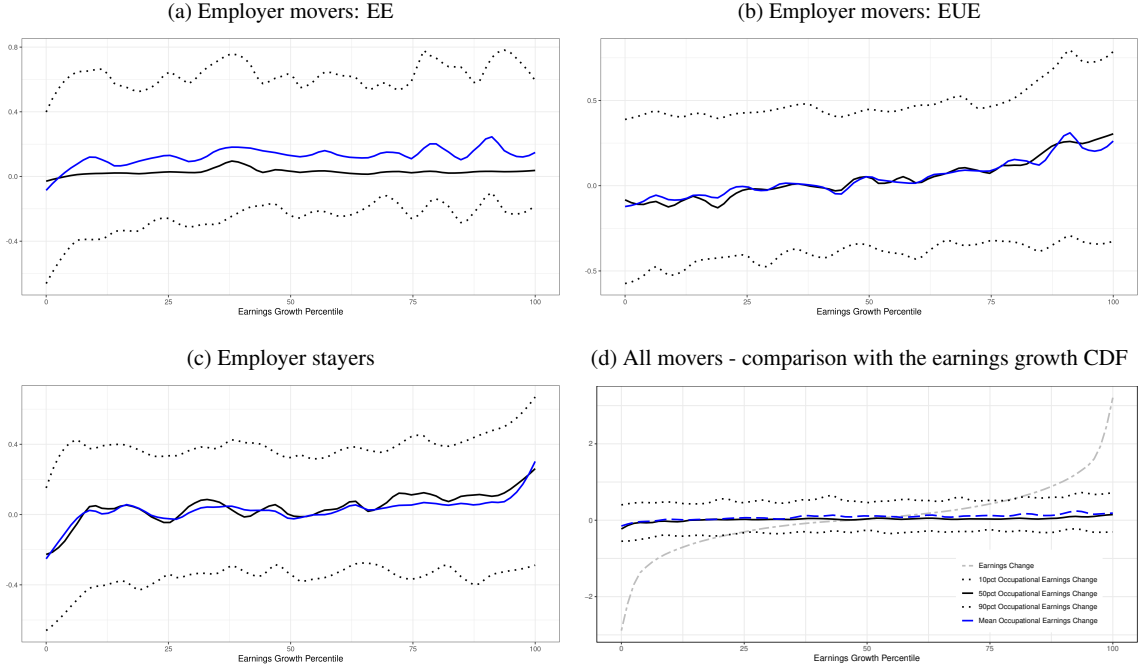 (a) Employer movers: EE
0.8
0.4
0.0
-0.4
0
25
50
75
100
Earnings Growth Percentile
(b) Employer movers: EUE
0.5
0.0
-0.5
0
25
50
75
100
Earnings Growth Percentile
(c) Employer stayers
0.4
0.0
-0.4
0
25
50
75
100
Earnings Growth Percentile
(d) All movers - comparison with the earnings growth CDF
2
0
−2
0
25
50
75
100
Earnings Growth Percentile
Earnings Change
10pct Occupational Earnings Change
50pct Occupational Earnings Change
90pct Occupational Earnings Change
Mean Occupational Earnings Change